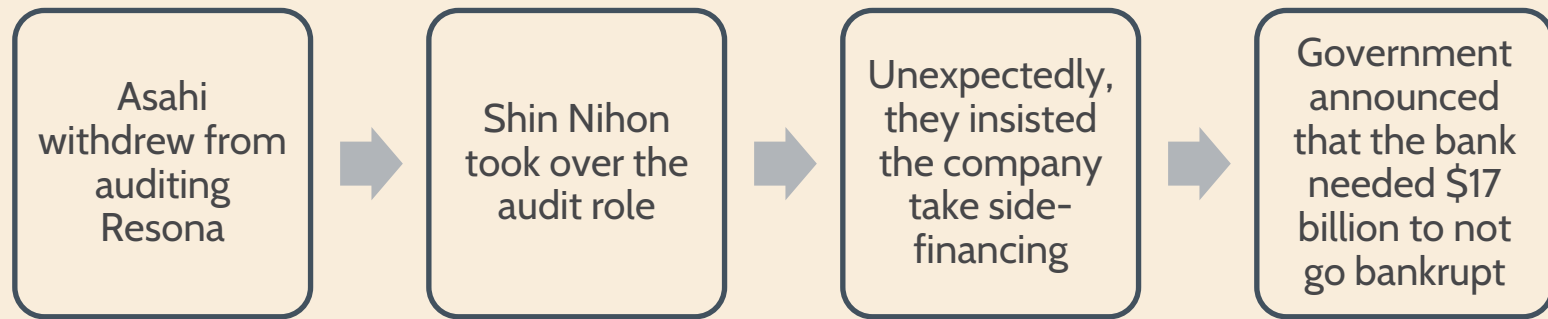 Asahi
withdrew from
auditing
Resona
Shin Nihon
took over the
audit role
Unexpectedly,
they insisted
the company
take side-
financing
Government
announced
that the bank
needed $17
billion to not
go bankrupt